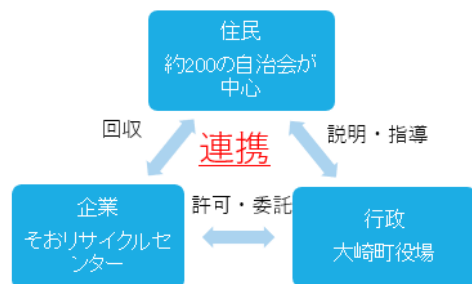 住民
約200の自治会が
中心
回収
連携
説明・指導
企業
そおリサイクルセ
ンター
許可・委託
行政
大崎町役場